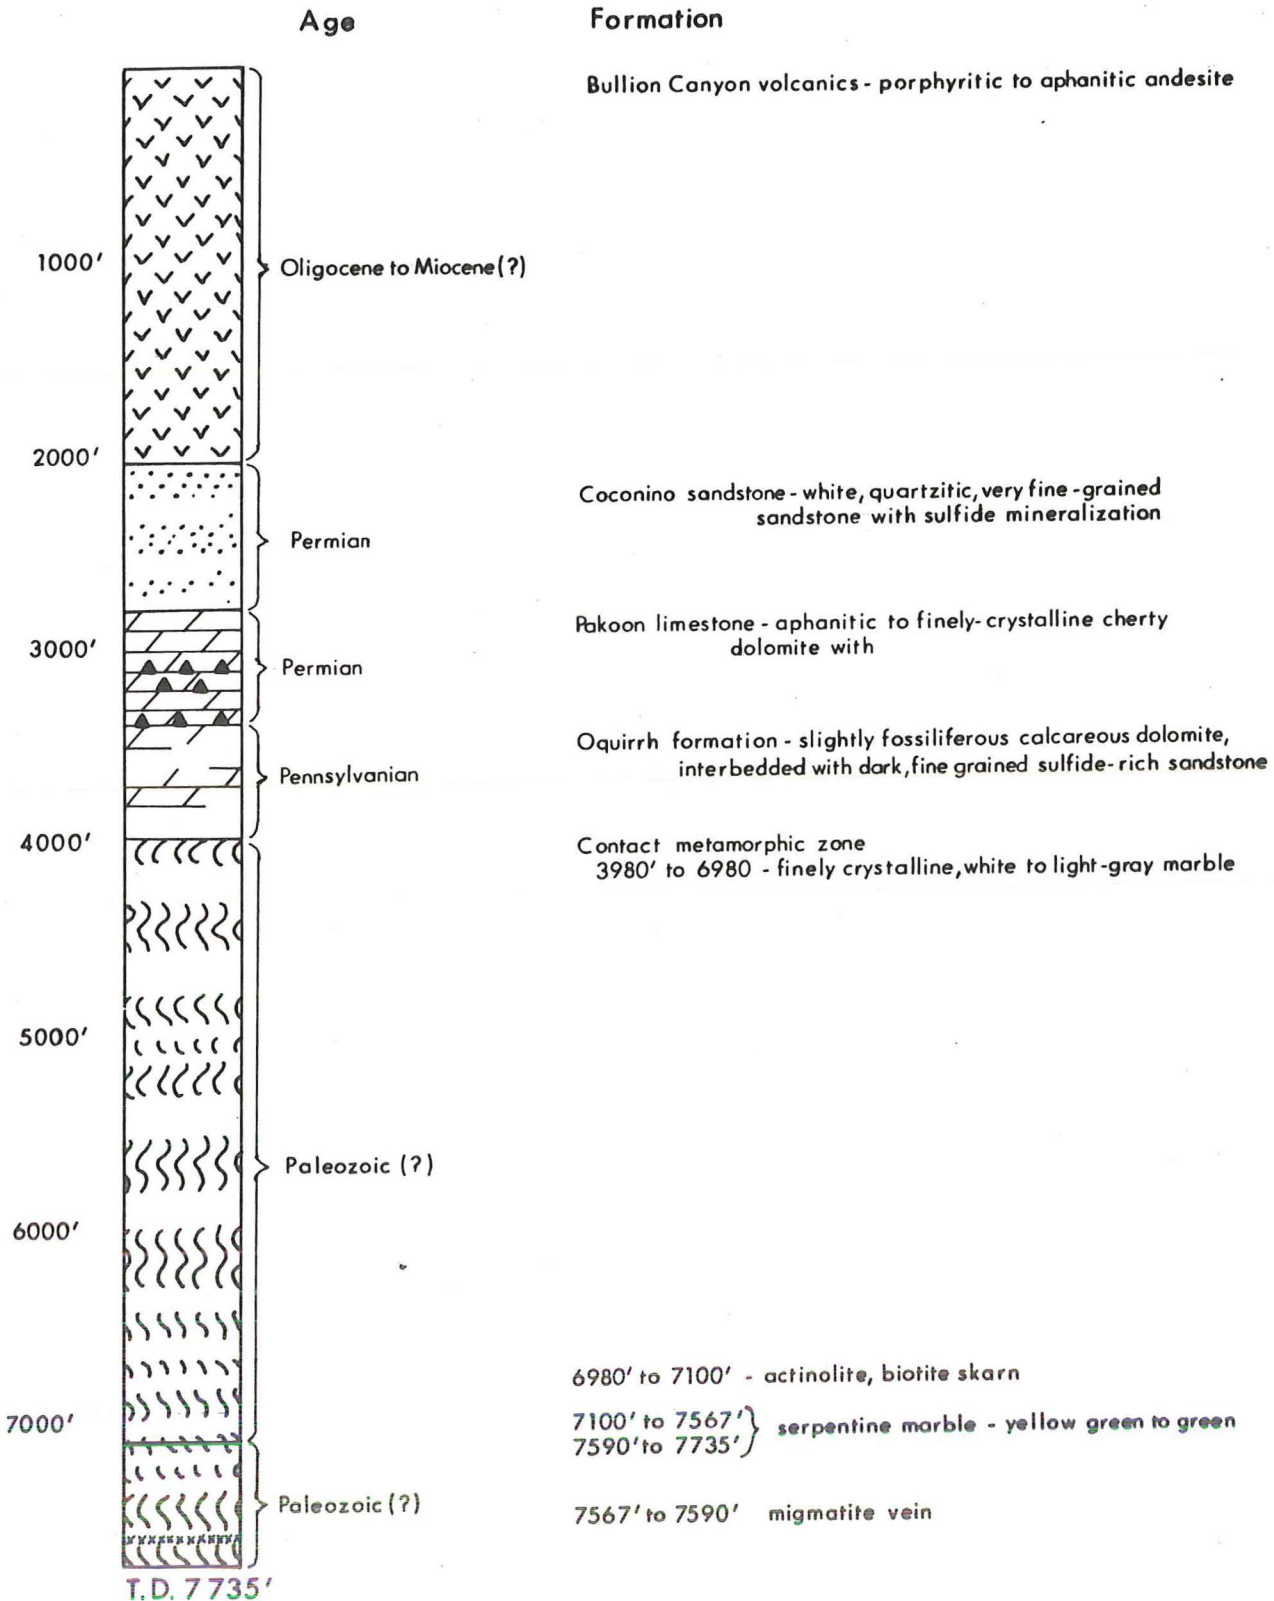 Age
Formation
Bullion Canyon volcanics - porphyritic to aphanitic andesite
1000'
Oligocene to Miocene (?)
2000'
Coconino sandstone - white, quartzitic, very fine-grained
sandstone with sulfide mineralization
Permian
Pakoon limestone - aphanitic to finely-crystalline cherty
dolomite with
3000'
Permian
Oquirrh formation - slightly fossiliferous calcareous dolomite,
interbedded with dark, fine grained sulfide-rich sandstone
Pennsylvanian
4000'
Contact metamorphic zone
3980' to 6980 - finely crystalline, white to light-gray marble
5000'
Paleozoic (?)
6000'
6980' to 7100' - actinolite, biotite skarn
7000'
7100' to 7567' } serpentine marble - yellow green to green
7590' to 7735'
Paleozoic (?)
7567' to 7590' migmatite vein
T.D. 7735'